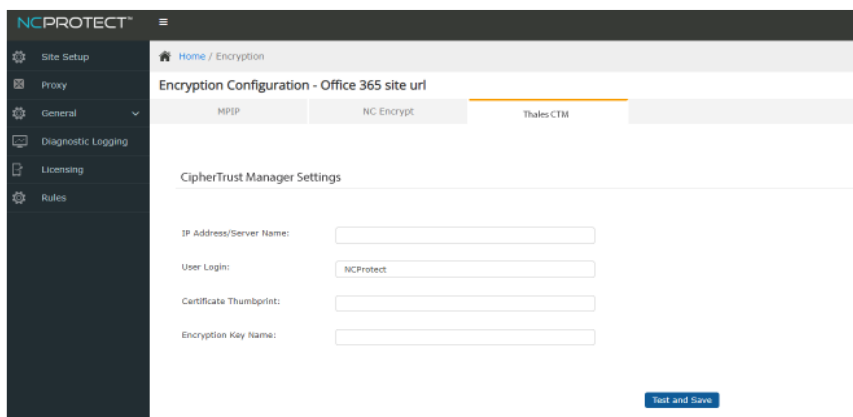 NCPROTECT™
Site Setup
Proxy
General
Diagnostic Logging
Licensing
Rules
Home / Encryption
Encryption Configuration - Office 365 site url
MPIP
NC Encrypt
Thales CTM
CipherTrust Manager Settings
IP Address/Server Name:
User Login:
NCProtect
Certificate Thumbprint:
Encryption Key Name:
Test and Save